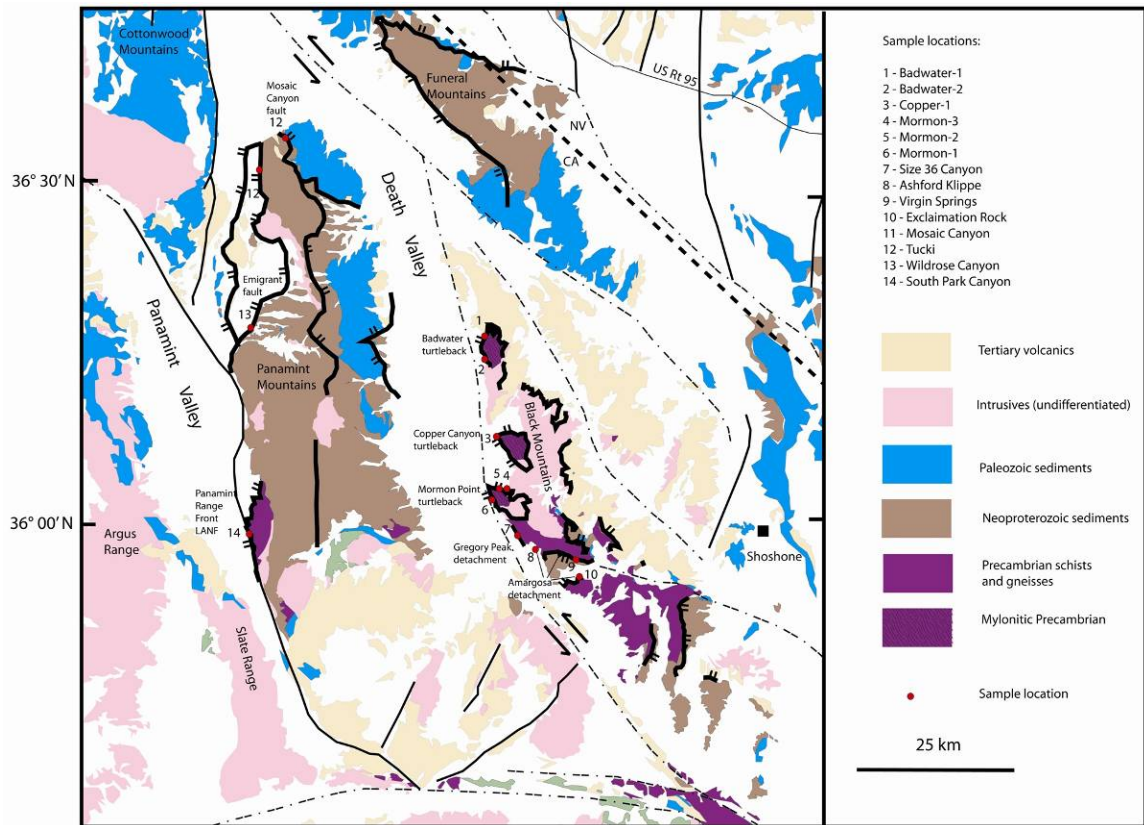 Cottonwood
Mountains
Mosaic
Canyon
fault
12
Funeral
Mountains
US Rt 95
NV
CA
36° 30' N
12
Death
Valley
Emigrant
fault
13
Panamint
Valley
Panamint
Mountains
1
Badwater
turtleback
2
Black Mountains
Copper Canyon
turtleback
3
5 4
Mormon Point
turtleback
6
Panamint
Range
Front
LANF
14
36° 00' N
Argus
Range
7
Gregory Peak
detachment
8
9
10
Amargosa
detachment
Shoshone
Slate Range
Sample locations:
1 - Badwater-1
2 - Badwater-2
3 - Copper-1
4 - Mormon-3
5 - Mormon-2
6 - Mormon-1
7 - Size 36 Canyon
8 - Ashford Klippe
9 - Virgin Springs
10 - Exclaimation Rock
11 - Mosaic Canyon
12 - Tucki
13 - Wildrose Canyon
14 - South Park Canyon
Tertiary volcanics
Intrusives (undifferentiated)
Paleozoic sediments
Neoproterozoic sediments
Precambrian schists
and gneisses
Mylonitic Precambrian
Sample location
25 km